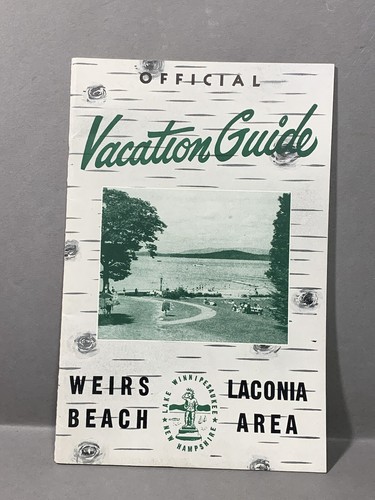 OFFICIAL
Vacation Guide
WEIRS
BEACH
LAKE WINNIPESAUKEE
NEW HAMPSHIRE
LACONIA
AREA